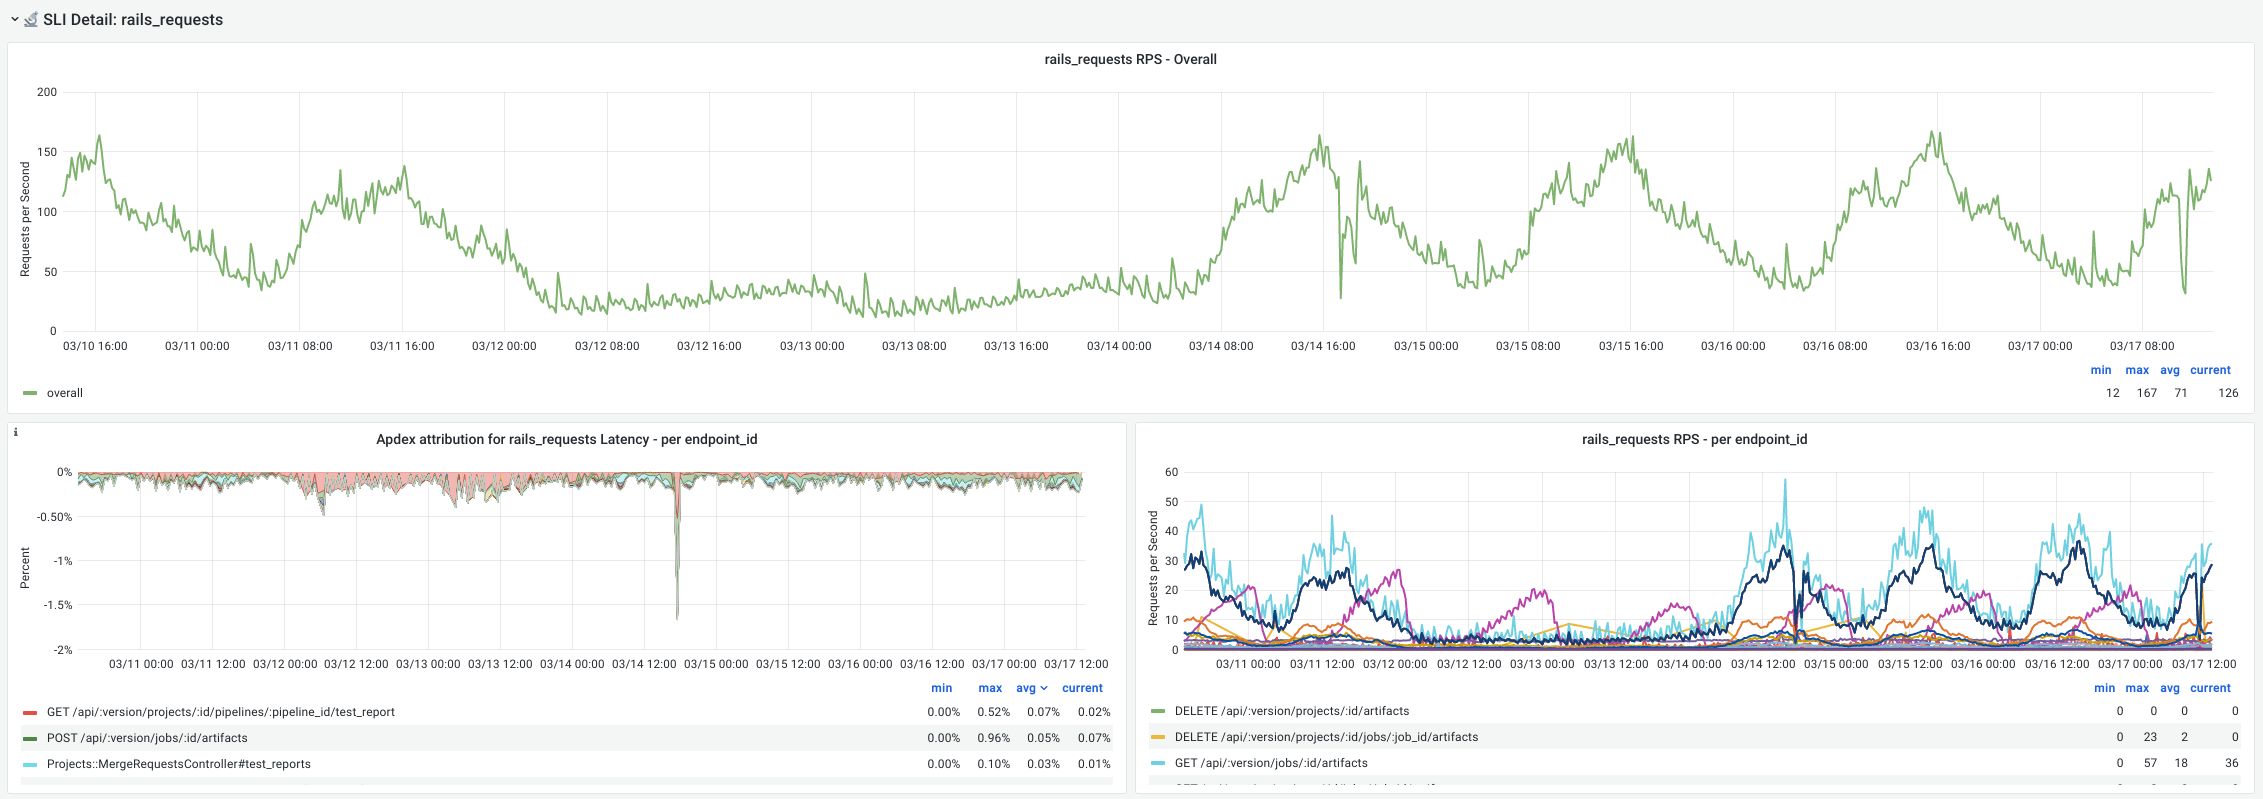 SLI Detail: rails_requests
rails_requests RPS - Overall
Requests per Second
200
150
100
50
0
03/10 16:00 03/11 00:00 03/11 08:00 03/11 16:00 03/12 00:00 03/12 08:00 03/12 16:00 03/13 00:00 03/13 08:00 03/13 16:00 03/14 00:00 03/14 08:00 03/14 16:00 03/15 00:00 03/15 08:00 03/15 16:00 03/16 00:00 03/16 08:00 03/16 16:00 03/17 00:00 03/17 08:00
min max avg current
overall 12 167 71 126
i
Apdex attribution for rails_requests Latency - per endpoint_id
Percent
0%
-0.50%
-1%
-1.5%
-2%
03/11 00:00 03/11 12:00 03/12 00:00 03/12 12:00 03/13 00:00 03/13 12:00 03/14 00:00 03/14 12:00 03/15 00:00 03/15 12:00 03/16 00:00 03/16 12:00 03/17 00:00 03/17 12:00
min max avg current
GET /api/:version/projects/:id/pipelines/:pipeline_id/test_report 0.00% 0.52% 0.07% 0.02%
POST /api/:version/jobs/:id/artifacts 0.00% 0.96% 0.05% 0.07%
Projects::MergeRequestsController#test_reports 0.00% 0.10% 0.03% 0.01%
rails_requests RPS - per endpoint_id
Requests per Second
60
50
40
30
20
10
0
03/11 00:00 03/11 12:00 03/12 00:00 03/12 12:00 03/13 00:00 03/13 12:00 03/14 00:00 03/14 12:00 03/15 00:00 03/15 12:00 03/16 00:00 03/16 12:00 03/17 00:00 03/17 12:00
min max avg current
DELETE /api/:version/projects/:id/artifacts 0 0 0 0
DELETE /api/:version/projects/:id/jobs/:job_id/artifacts 0 23 2 0
GET /api/:version/jobs/:id/artifacts 0 57 18 36